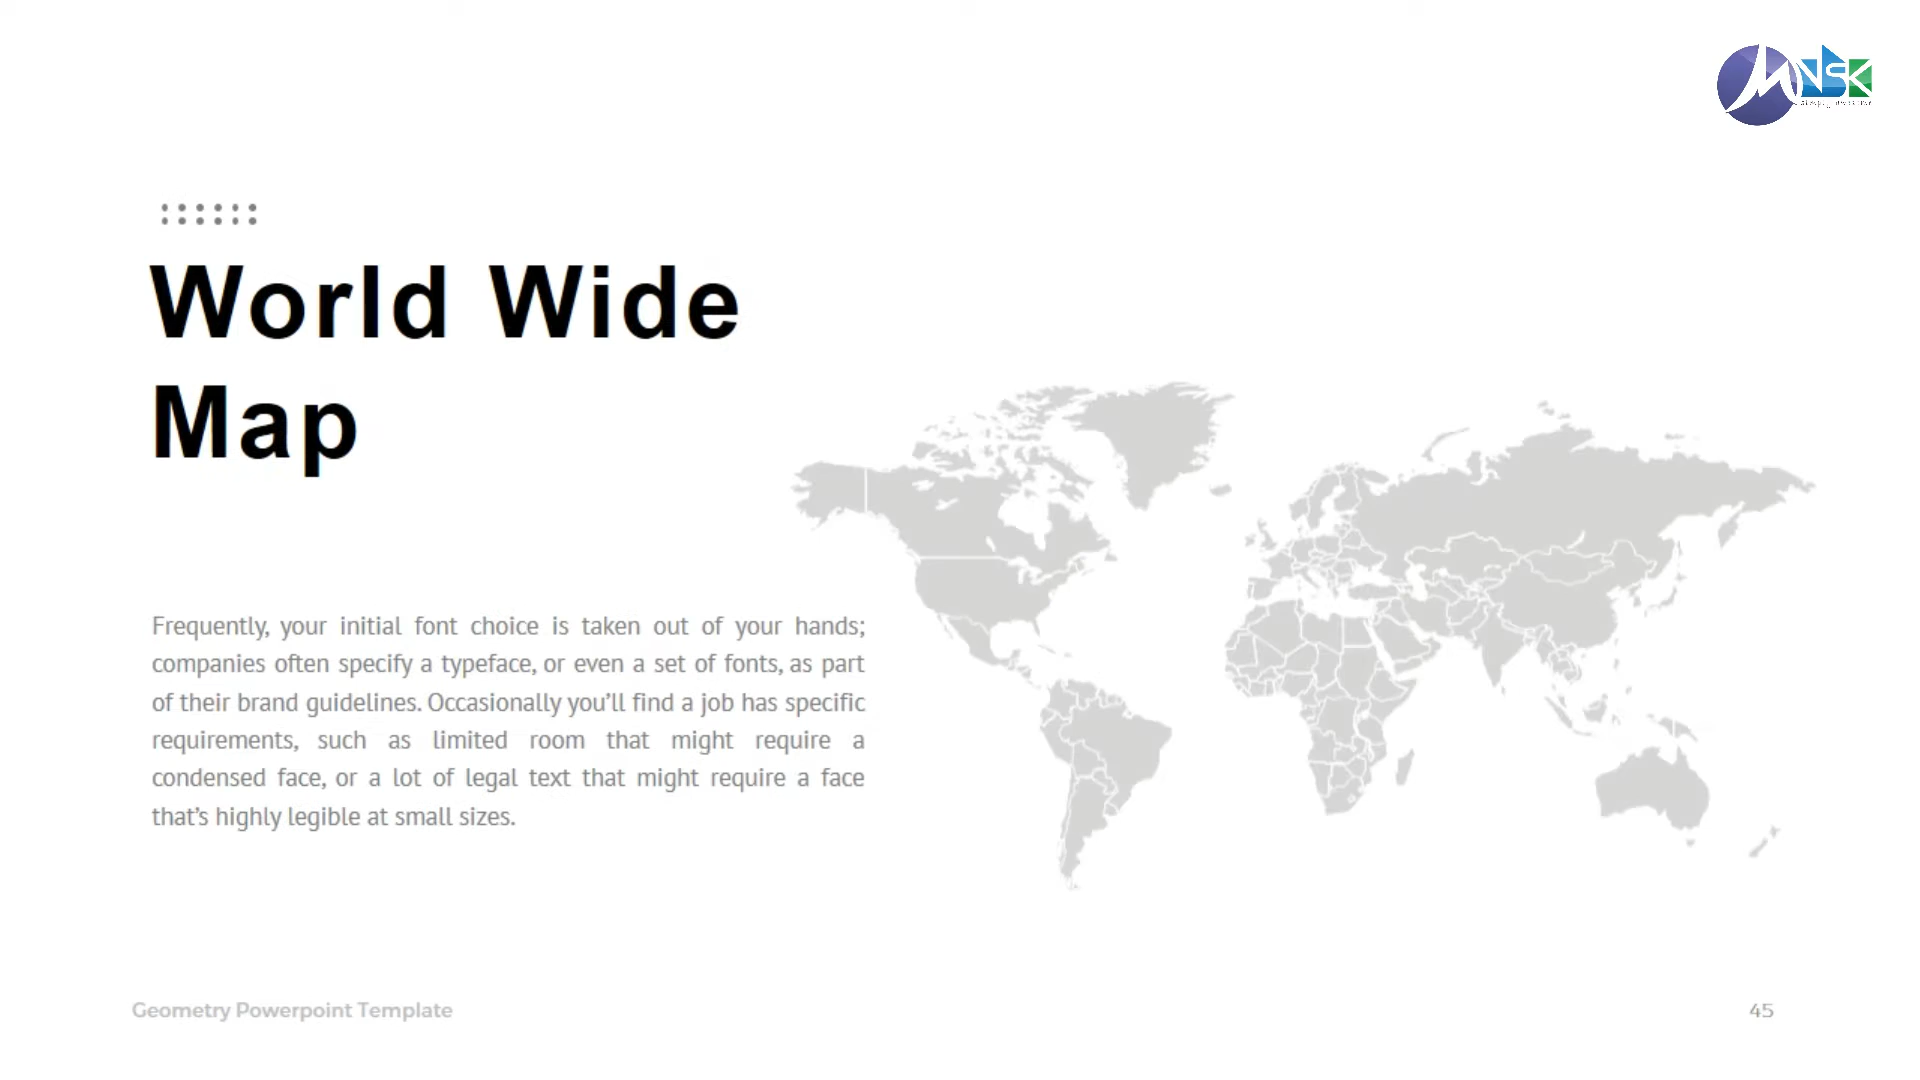 MNSK
World Wide
Map
Frequently, your initial font choice is taken out of your hands;
companies often specify a typeface, or even a set of fonts, as part
of their brand guidelines. Occasionally you’ll find a job has specific
requirements, such as limited room that might require a
condensed face, or a lot of legal text that might require a face
that’s highly legible at small sizes.
Geometry Powerpoint Template
45